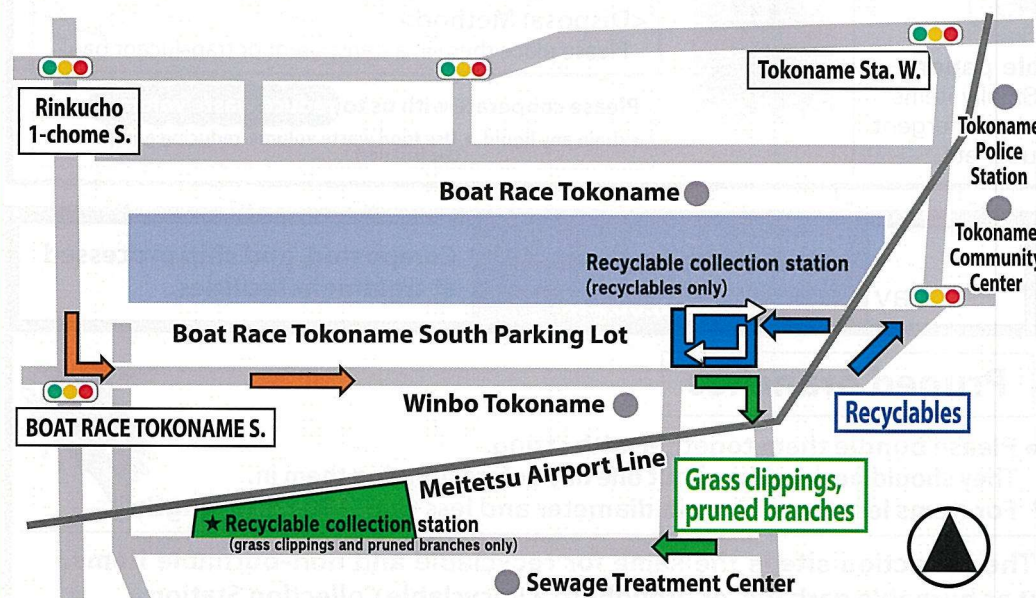 Rinkucho
1-chome S.
Tokoname Sta. W.
Tokoname
Police
Station
Boat Race Tokoname
Tokoname
Community
Center
Recyclable collection station
(recyclables only)
Boat Race Tokoname South Parking Lot
Winbo Tokoname
Recyclables
BOAT RACE TOKONAME S.
Meitetsu Airport Line
Grass clippings,
pruned branches
★ Recyclable collection station
(grass clippings and pruned branches only)
Sewage Treatment Center